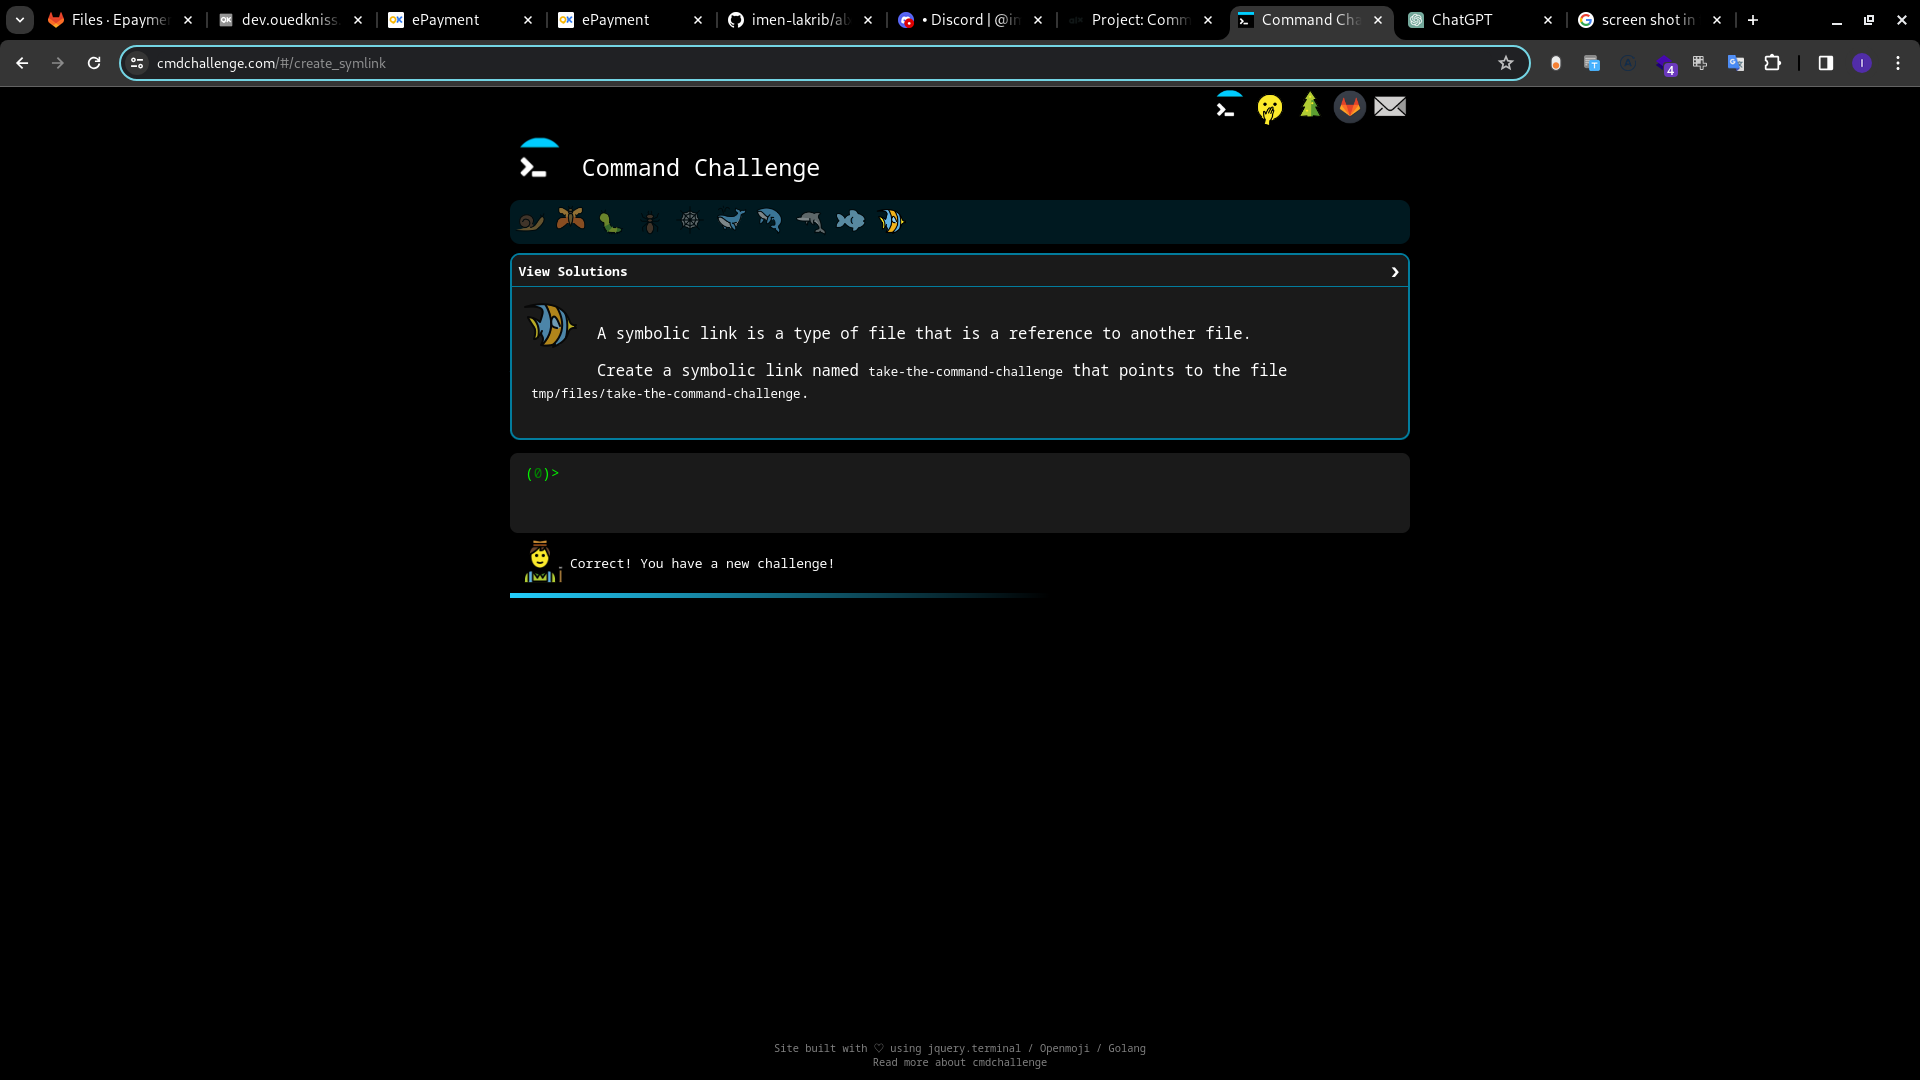 Files · Epaymen
dev.ouedkniss.
ePayment
ePayment
imen-lakrib/al
• Discord | @in
Project: Comm
Command Cha
ChatGPT
screen shot in
cmdchallenge.com/#/create_symlink
4
I
Command Challenge
View Solutions
A symbolic link is a type of file that is a reference to another file.
Create a symbolic link named take-the-command-challenge that points to the file
tmp/files/take-the-command-challenge.
(0)>
Correct! You have a new challenge!
Site built with ♡ using jquery.terminal / Openmoji / Golang
Read more about cmdchallenge